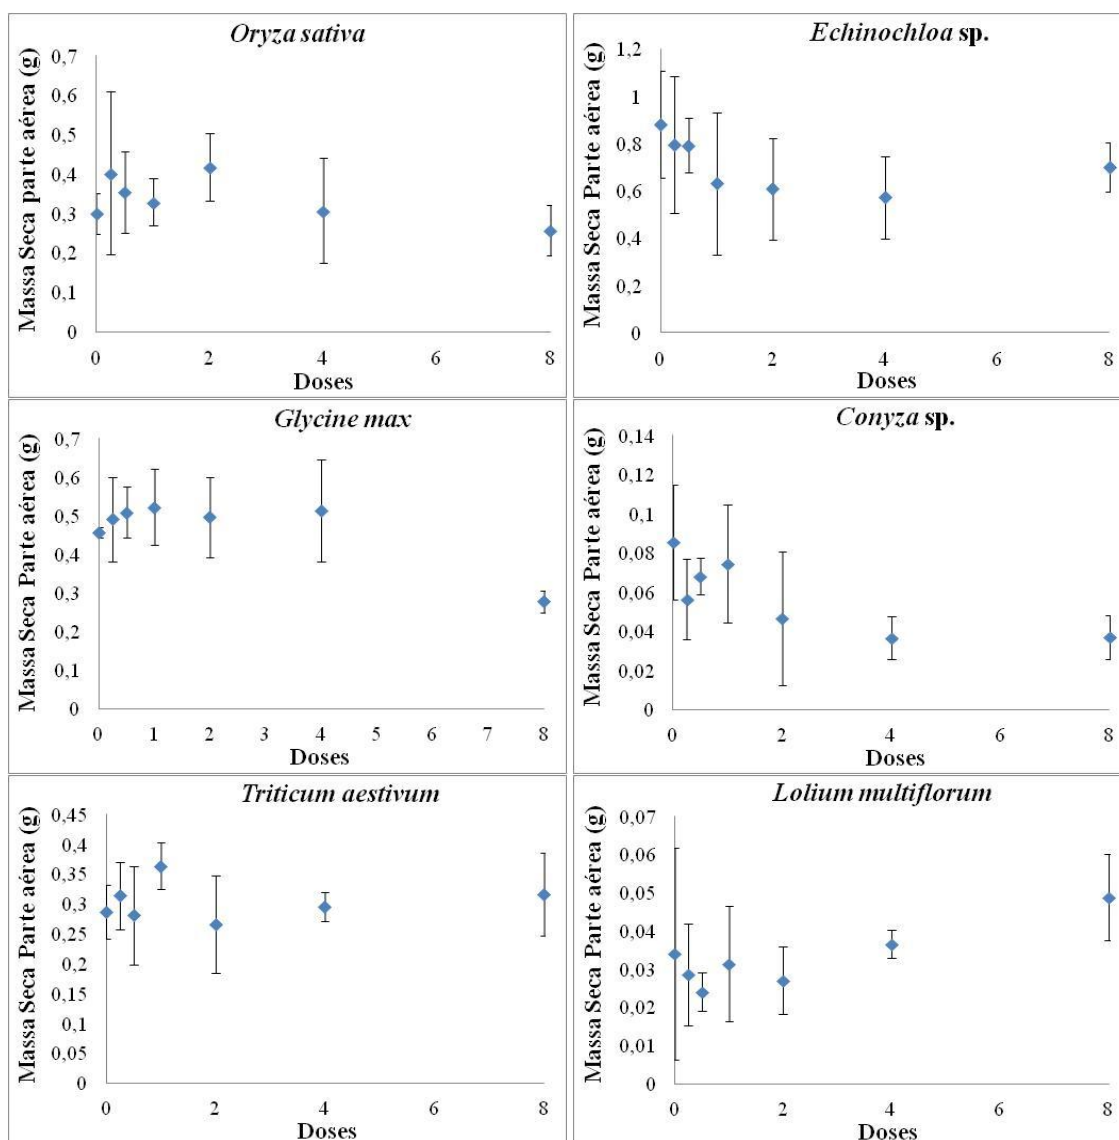 Oryza sativa
Massa Seca parte aérea (g)
0,7
0,6
0,5
0,4
0,3
0,2
0,1
0
0 2 4 6 8
Doses
Echinochloa sp.
Massa Seca Parte aérea (g)
1,2
1
0,8
0,6
0,4
0,2
0
0 2 4 6 8
Doses
Glycine max
Massa Seca Parte aérea (g)
0,7
0,6
0,5
0,4
0,3
0,2
0,1
0
0 1 2 3 4 5 6 7 8
Doses
Conyza sp.
Massa Seca Parte aérea (g)
0,14
0,12
0,1
0,08
0,06
0,04
0,02
0
0 2 4 6 8
Doses
Triticum aestivum
Massa Seca Parte aérea (g)
0,45
0,4
0,35
0,3
0,25
0,2
0,15
0,1
0,05
0
0 2 4 6 8
Doses
Lolium multiflorum
Massa Seca Parte aérea (g)
0,07
0,06
0,05
0,04
0,03
0,02
0,01
0
0 2 4 6 8
Doses